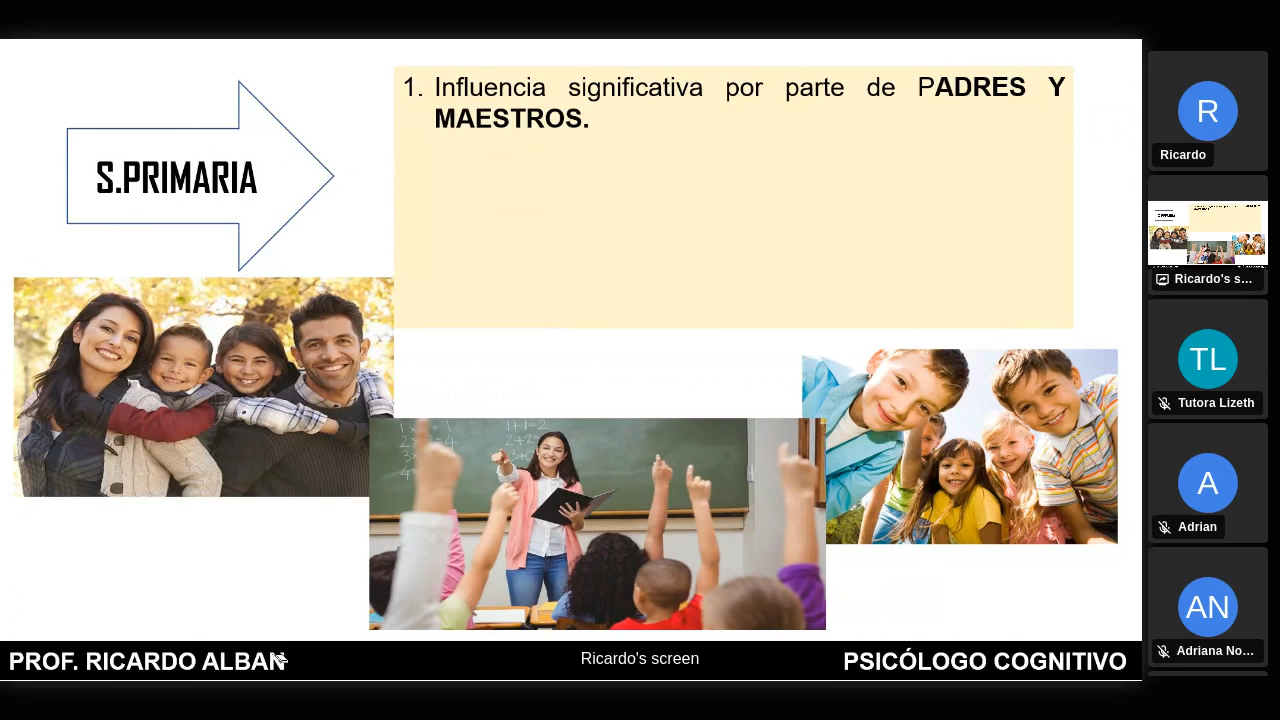 1. Influencia significativa por parte de PADRES Y
MAESTROS.
S.PRIMARIA
PROF. RICARDO ALBAN
Ricardo's screen
PSICÓLOGO COGNITIVO
R
Ricardo
Ricardo's s...
TL
Tutora Lizeth
A
Adrian
AN
Adriana No...